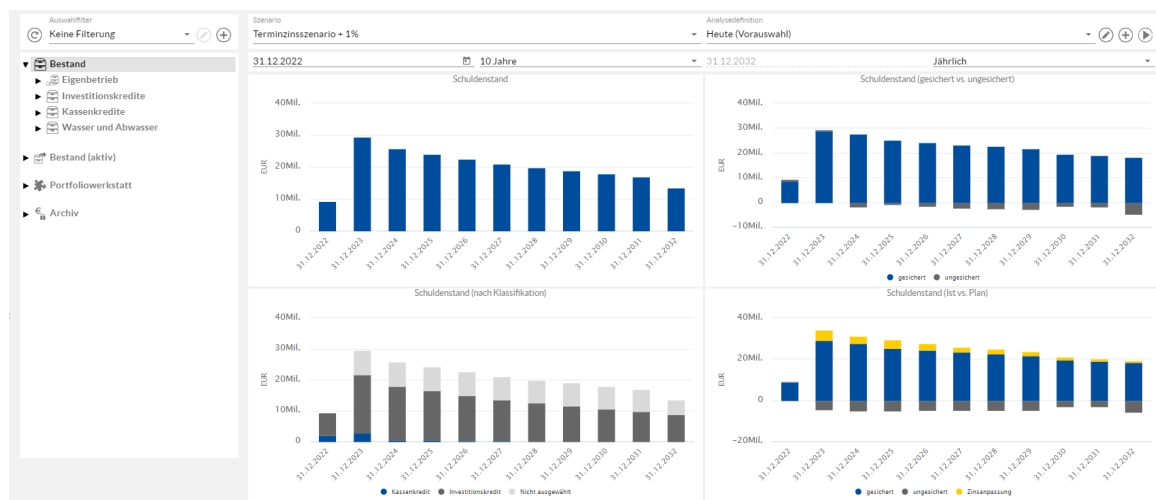 Auswahlfilter
Keine Filterung
Szenario
Terminzinsszenario + 1%
Analysedefinition
Heute (Vorauswahl)
31.12.2022
10 Jahre
31.12.2032
Jährlich
Bestand
Eigenbetrieb
Investitionskredite
Kassenkredite
Wasser und Abwasser
Bestand (aktiv)
Portfoliowerkstatt
Archiv
Schuldenstand
40Mil.
30Mil.
20Mil.
10Mil.
0
EUR
31.12.2022 31.12.2023 31.12.2024 31.12.2025 31.12.2026 31.12.2027 31.12.2028 31.12.2029 31.12.2030 31.12.2031 31.12.2032
Schuldenstand (gesichert vs. ungesichert)
40Mil.
30Mil.
20Mil.
10Mil.
0
−10Mil.
EUR
31.12.2022 31.12.2023 31.12.2024 31.12.2025 31.12.2026 31.12.2027 31.12.2028 31.12.2029 31.12.2030 31.12.2031 31.12.2032
gesichert ungesichert
Schuldenstand (nach Klassifikation)
40Mil.
30Mil.
20Mil.
10Mil.
0
EUR
31.12.2022 31.12.2023 31.12.2024 31.12.2025 31.12.2026 31.12.2027 31.12.2028 31.12.2029 31.12.2030 31.12.2031 31.12.2032
Kassenkredit Investitionskredit Nicht ausgewählt
Schuldenstand (Ist vs. Plan)
40Mil.
20Mil.
0
−20Mil.
EUR
31.12.2022 31.12.2023 31.12.2024 31.12.2025 31.12.2026 31.12.2027 31.12.2028 31.12.2029 31.12.2030 31.12.2031 31.12.2032
gesichert ungesichert Zinsanpassung